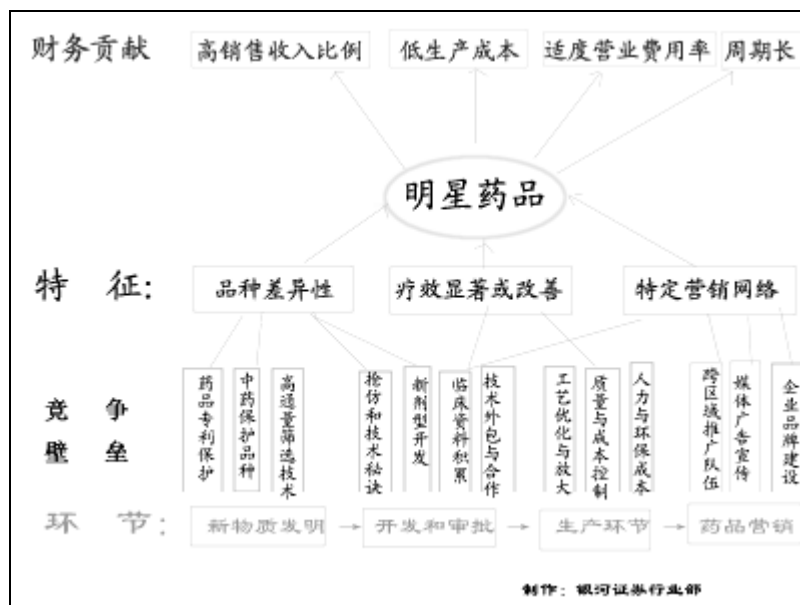 财务贡献 高销售收入比例 低生产成本 适度营业费用率 周期长
明星药品
特 征： 品种差异性 疗效显著或改善 特定营销网络
竞 争
壁 垒
药品专利保护
中药保护品种
高通量筛选技术
抢仿和技术秘诀
新剂型开发
临床资料积累
技术外包与合作
工艺优化与放大
质量与成本控制
人力与环保成本
跨区域推广队伍
媒体广告宣传
企业品牌建设
环 节： 新物质发明 开发和审批 生产环节 药品营销
制作：银河证券行业部